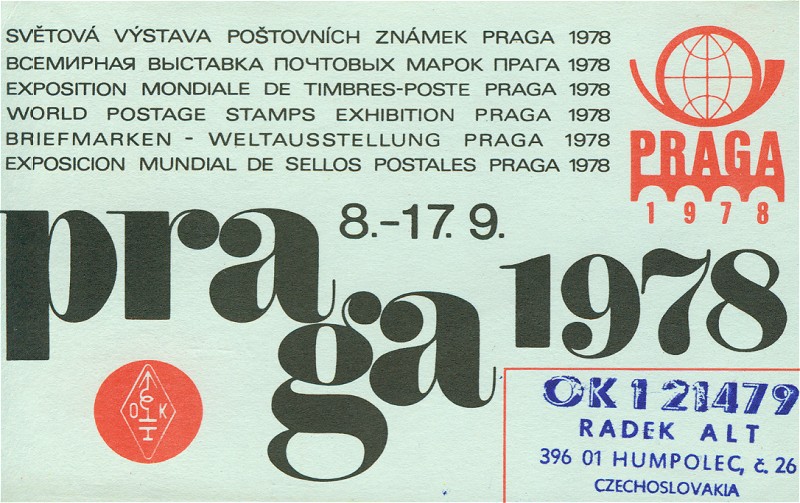 SVĚTOVÁ VÝSTAVA POŠTOVNÍCH ZNÁMEK PRAGA 1978
ВСЕМИРНАЯ ВЫСТАВКА ПОЧТОВЫХ МАРОК ПРАГА 1978
EXPOSITION MONDIALE DE TIMBRES-POSTE PRAGA 1978
WORLD POSTAGE STAMPS EXHIBITION PRAGA 1978
BRIEFMARKEN - WELTAUSSTELLUNG PRAGA 1978
EXPOSICION MUNDIAL DE SELLOS POSTALES PRAGA 1978
PRAGA
1978
8.-17. 9.
praga 1978
OK
OK1-21479
RADEK ALT
396 01 HUMPOLEC, č. 26
CZECHOSLOVAKIA